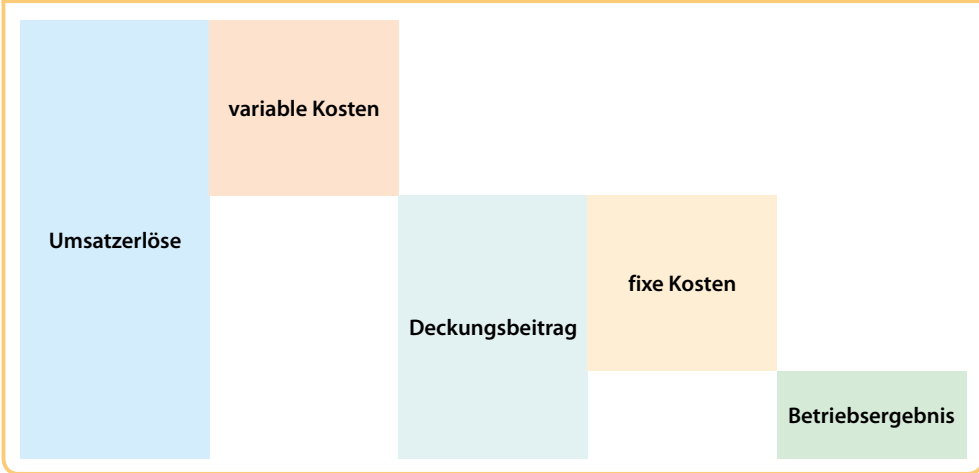 variable Kosten
Umsatzerlöse
fixe Kosten
Deckungsbeitrag
Betriebsergebnis